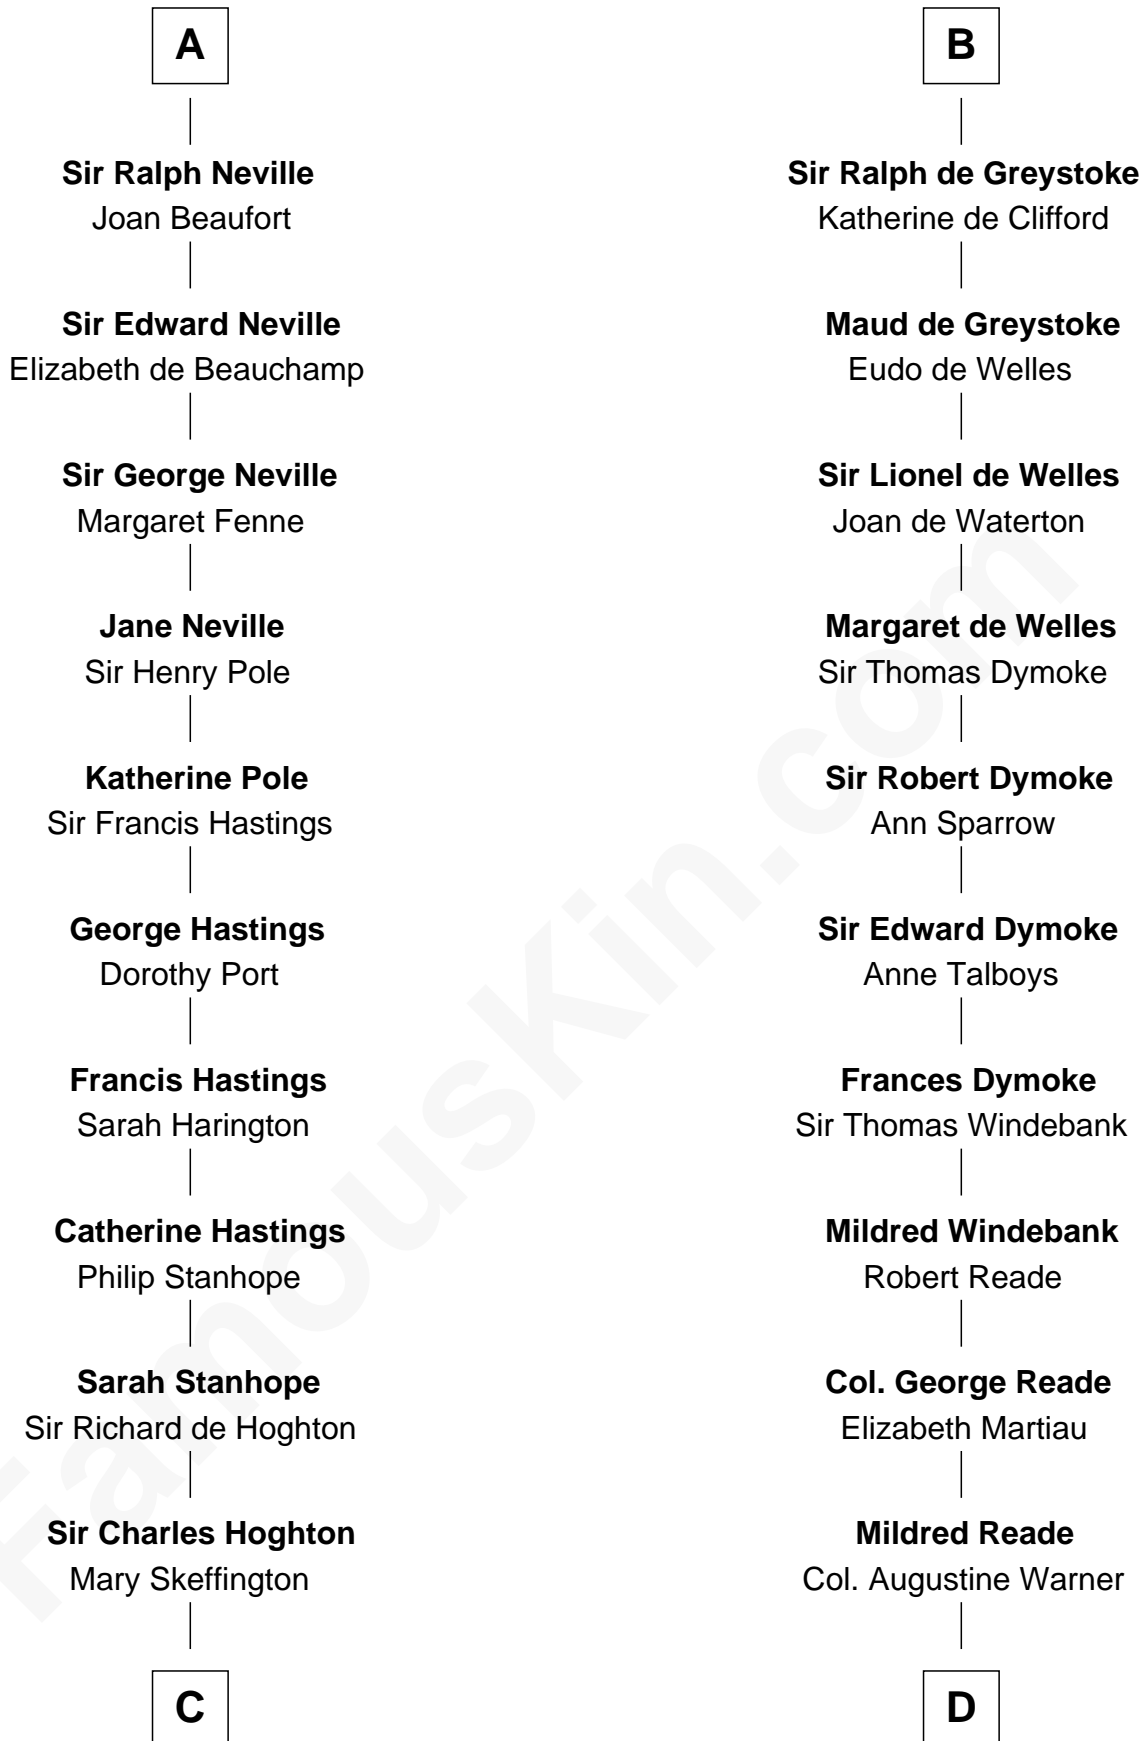 A
Sir Ralph Neville
Joan Beaufort
Sir Edward Neville
Elizabeth de Beauchamp
Sir George Neville
Margaret Fenne
Jane Neville
Sir Henry Pole
Katherine Pole
Sir Francis Hastings
George Hastings
Dorothy Port
Francis Hastings
Sarah Harington
Catherine Hastings
Philip Stanhope
Sarah Stanhope
Sir Richard de Hoghton
Sir Charles Hoghton
Mary Skeffington
C
B
Sir Ralph de Greystoke
Katherine de Clifford
Maud de Greystoke
Eudo de Welles
Sir Lionel de Welles
Joan de Waterton
Margaret de Welles
Sir Thomas Dymoke
Sir Robert Dymoke
Ann Sparrow
Sir Edward Dymoke
Anne Talboys
Frances Dymoke
Sir Thomas Windebank
Mildred Windebank
Robert Reade
Col. George Reade
Elizabeth Martiau
Mildred Reade
Col. Augustine Warner
D
FamousKin.com